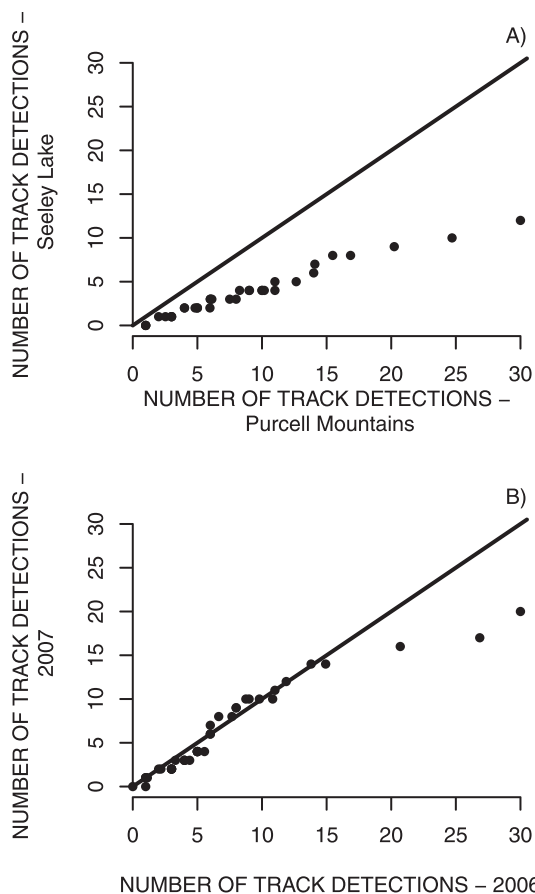 A)
NUMBER OF TRACK DETECTIONS –
Seeley Lake
30
25
20
15
10
5
0
0 5 10 15 20 25 30
NUMBER OF TRACK DETECTIONS –
Purcell Mountains
B)
NUMBER OF TRACK DETECTIONS –
2007
30
25
20
15
10
5
0
0 5 10 15 20 25 30
NUMBER OF TRACK DETECTIONS – 2006